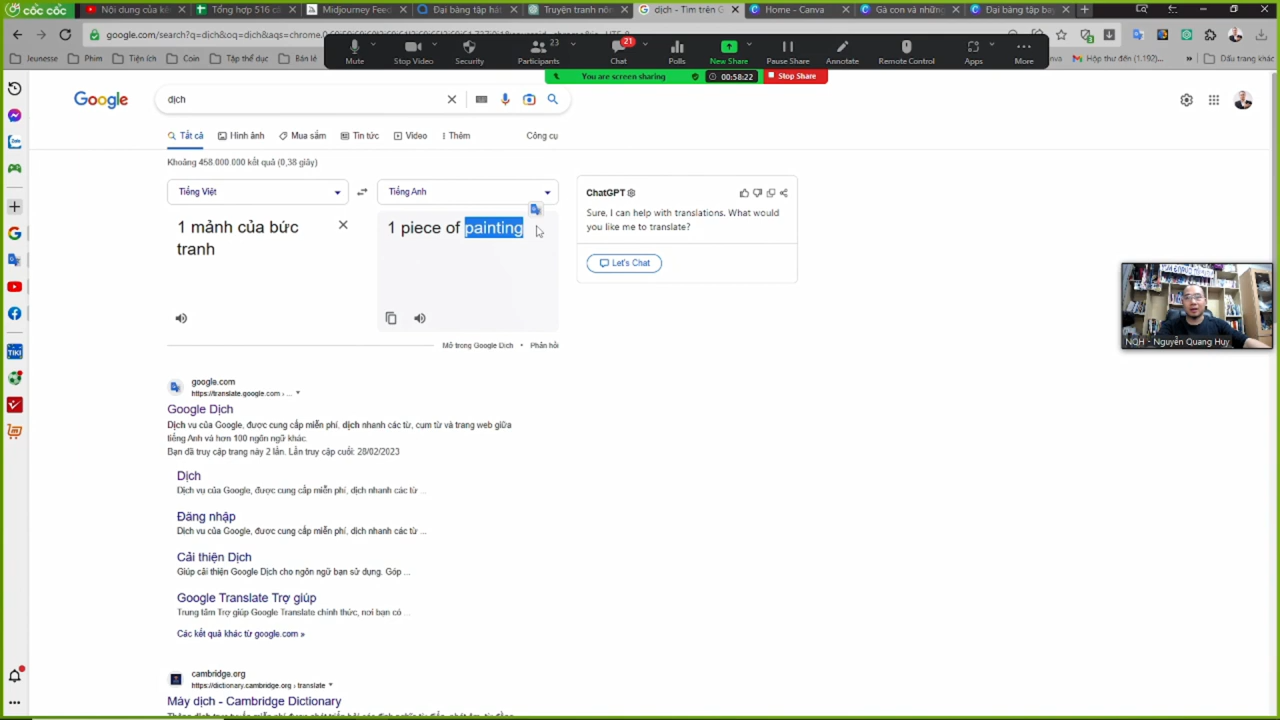 cốc cốc
Nội dung của kê
Tổng hợp 516 câ
Midjourney Feed
Đại bàng tập hát
Truyện tranh nôn
dịch - Tìm trên G
Home - Canva
Gà con và những
Đại bàng tập bay
google.com/search?q=dich&oq=dich&aqs=chrome.
Jeunesse
Phim
Tiện ích
Coin
Tập thể dục
Bán lẻ
Hộp thư đến (1.192)...
Dấu trang khác
Mute
Stop Video
Security
23
Participants
21
Chat
Polls
New Share
Pause Share
Annotate
Remote Control
Apps
More
You are screen sharing
00:58:22
Stop Share
Google
dịch
Tất cả
Hình ảnh
Mua sắm
Tin tức
Video
Thêm
Công cụ
Khoảng 458.000.000 kết quả (0,38 giây)
Tiếng Việt
Tiếng Anh
1 mảnh của bức
tranh
1 piece of painting
Mở trong Google Dịch • Phản hồi
ChatGPT
Sure, I can help with translations. What would
you like me to translate?
Let's Chat
NQH - Nguyễn Quang Huy
google.com
https://translate.google.com › ...
Google Dịch
Dịch vụ của Google, được cung cấp miễn phí, dịch nhanh các từ, cụm từ và trang web giữa
tiếng Anh và hơn 100 ngôn ngữ khác.
Bạn đã truy cập trang này 2 lần. Lần truy cập cuối: 28/02/2023
Dịch
Dịch vụ của Google, được cung cấp miễn phí, dịch nhanh các từ ...
Đăng nhập
Dịch vụ của Google, được cung cấp miễn phí, dịch nhanh các từ ...
Cải thiện Dịch
Giúp cải thiện Google Dịch cho ngôn ngữ bạn sử dụng. Góp ...
Google Translate Trợ giúp
Trung tâm Trợ giúp Google Translate chính thức, nơi bạn có ...
Các kết quả khác từ google.com »
cambridge.org
https://dictionary.cambridge.org › translate
Máy dịch - Cambridge Dictionary
Zalo
TIKI